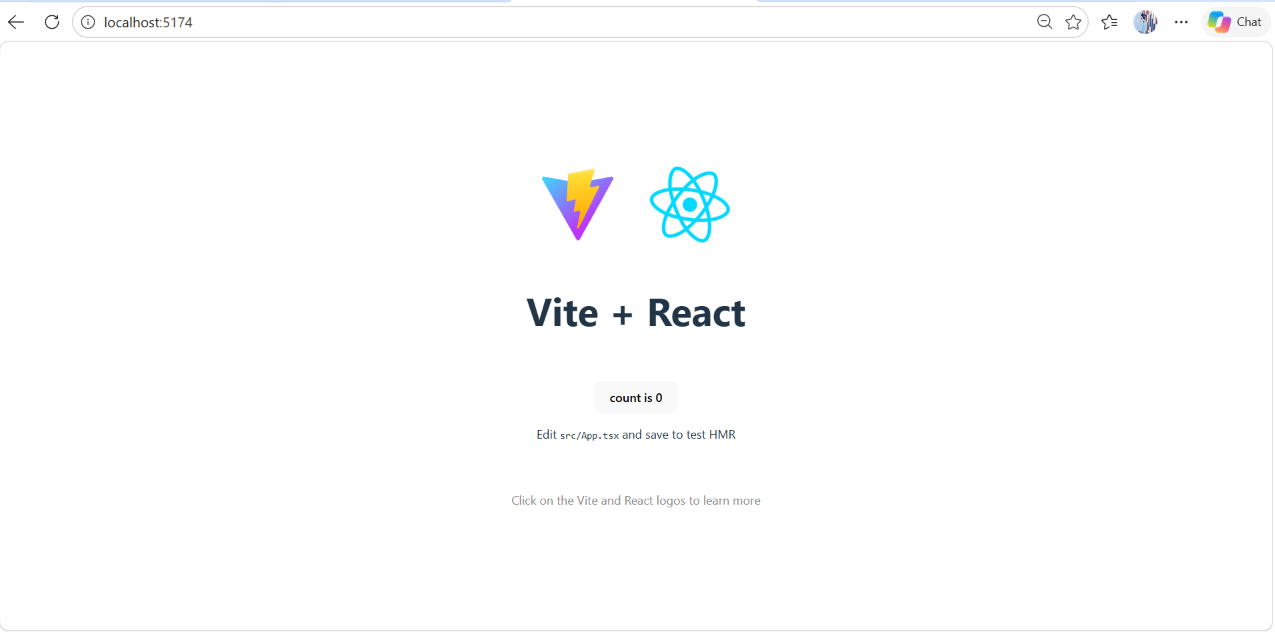 localhost:5174
Chat
Vite + React
count is 0
Edit src/App.tsx and save to test HMR
Click on the Vite and React logos to learn more